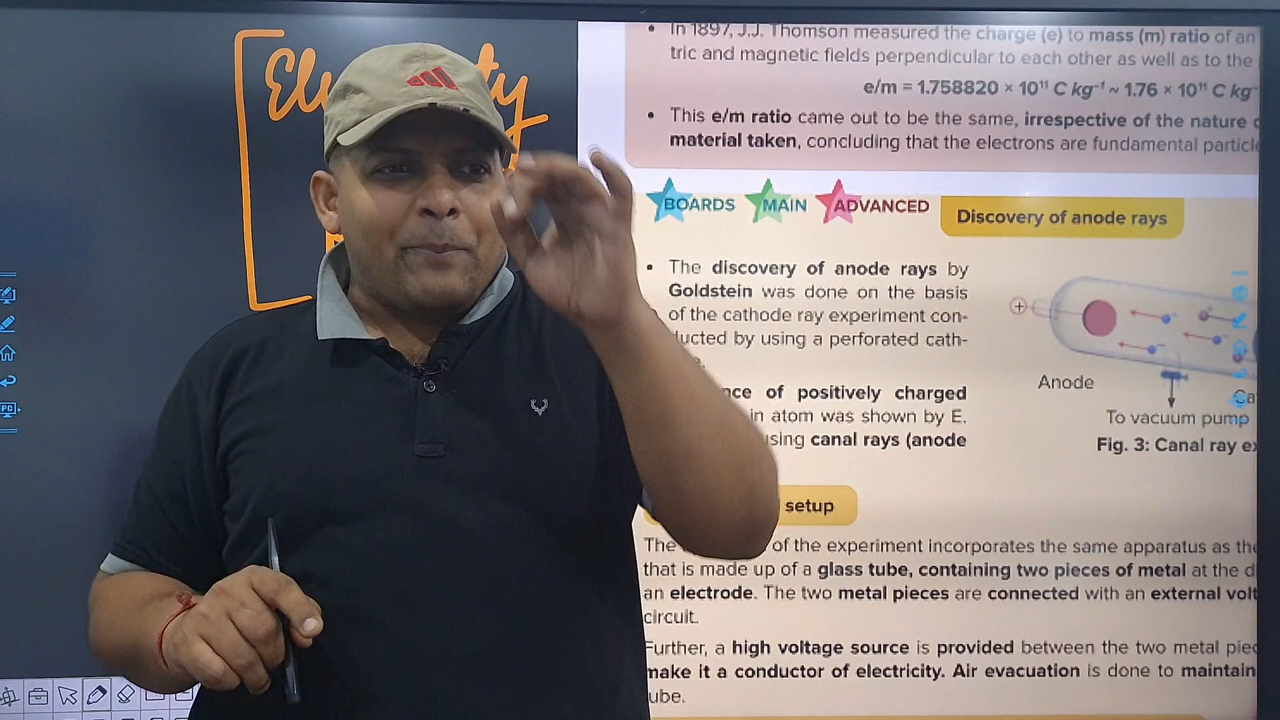 In 1897, J.J. Thomson measured the charge (e) to mass (m) ratio of an
tric and magnetic fields perpendicular to each other as well as to the
e/m = 1.758820 × 10¹¹ C kg⁻¹ ~ 1.76 × 10¹¹ C kg
This e/m ratio came out to be the same, irrespective of the nature
material taken, concluding that the electrons are fundamental
BOARDS MAIN ADVANCED
Discovery of anode rays
The discovery of anode rays by
Goldstein was done on the basis
of the cathode ray experiment con-
ducted by using a perforated cath-
of positively charged
in atom was shown by E.
using canal rays (anode
Anode
To vacuum pump
Fig. 3: Canal ray
setup
The of the experiment incorporates the same apparatus as the
that is made up of a glass tube, containing two pieces of metal at the
an electrode. The two metal pieces are connected with an external
circuit.
Further, a high voltage source is provided between the two metal
make it a conductor of electricity. Air evacuation is done to maintain
PC